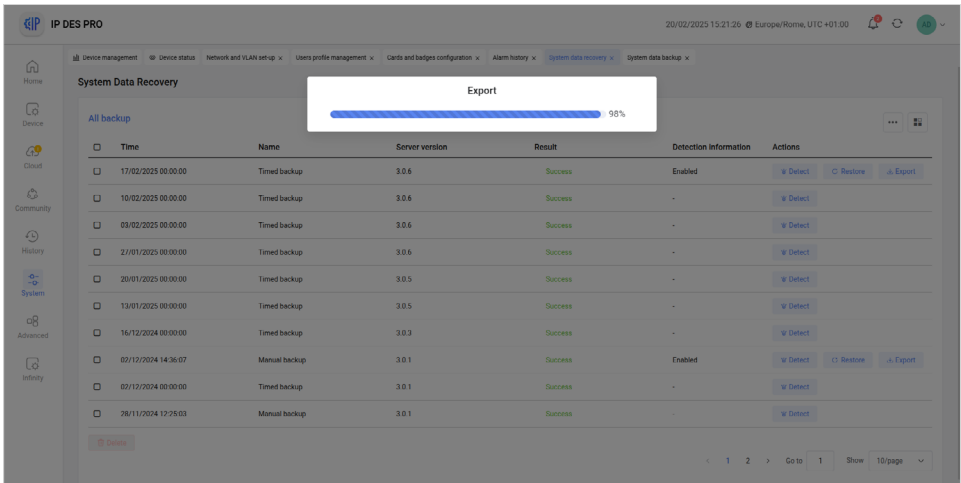 IP DES PRO
20/02/2025 15:21:26 Europe/Rome, UTC +01:00
AD
Device management Device status Network and VLAN set-up × Users profile management × Cards and badges configuration × Alarm history × System data recovery × System data backup ×
Home
Device
Cloud
Community
History
System
Advanced
Infinity
System Data Recovery
Export
98%
All backup
Time Name Server version Result Detection Information Actions
17/02/2025 00:00:00 Timed backup 3.0.6 Success Enabled Detect Restore Export
10/02/2025 00:00:00 Timed backup 3.0.6 Success - Detect
03/02/2025 00:00:00 Timed backup 3.0.6 Success - Detect
27/01/2025 00:00:00 Timed backup 3.0.6 Success - Detect
20/01/2025 00:00:00 Timed backup 3.0.5 Success - Detect
13/01/2025 00:00:00 Timed backup 3.0.5 Success - Detect
16/12/2024 00:00:00 Timed backup 3.0.3 Success - Detect
02/12/2024 14:36:07 Manual backup 3.0.1 Success Enabled Detect Restore Export
02/12/2024 00:00:00 Timed backup 3.0.1 Success - Detect
28/11/2024 12:25:03 Manual backup 3.0.1 Success - Detect
Delete
< 1 2 > Go to 1 Show 10/page